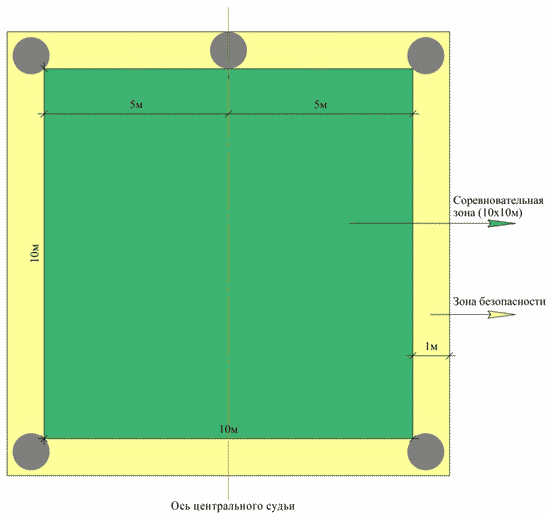 5м
5м
Соревновательная
зона (10х10м)
10м
Зона безопасности
1м
10м
Ось центрального судьи